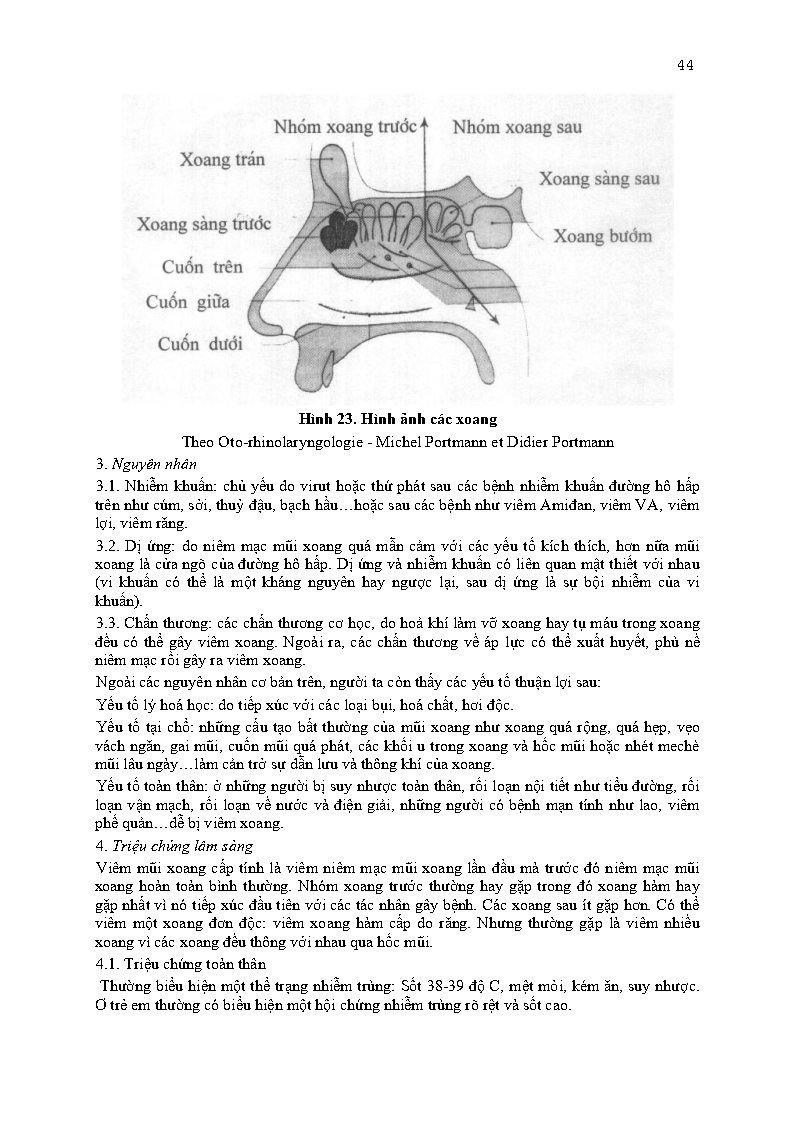 44
Nhóm xoang trước
Nhóm xoang sau
Xoang trán
Xoang sàng sau
Xoang sàng trước
Xoang bướm
Cuốn trên
Cuốn giữa
Cuốn dưới
Hình 23. Hình ảnh các xoang
Theo Oto-rhinolaryngologie - Michel Portmann et Didier Portmann
3. Nguyên nhân
3.1. Nhiễm khuẩn: chủ yếu do virut hoặc thứ phát sau các bệnh nhiễm khuẩn đường hô hấp
trên như cúm, sởi, thuỷ đậu, bạch hầu…hoặc sau các bệnh như viêm Amiđan, viêm VA, viêm
lợi, viêm răng.
3.2. Dị ứng: do niêm mạc mũi xoang quá mẫn cảm với các yếu tố kích thích, hơn nữa mũi
xoang là cửa ngõ của đường hô hấp. Dị ứng và nhiễm khuẩn có liên quan mật thiết với nhau
(vi khuẩn có thể là một kháng nguyên hay ngược lại, sau dị ứng là sự bội nhiễm của vi
khuẩn).
3.3. Chấn thương: các chấn thương cơ học, do hoả khí làm vỡ xoang hay tụ máu trong xoang
đều có thể gây viêm xoang. Ngoài ra, các chấn thương về áp lực có thể xuất huyết, phù nề
niêm mạc rồi gây ra viêm xoang.
Ngoài các nguyên nhân cơ bản trên, người ta còn thấy các yếu tố thuận lợi sau:
Yếu tố lý hoá học: do tiếp xúc với các loại bụi, hoá chất, hơi độc.
Yếu tố tại chổ: những cấu tạo bất thường của mũi xoang như xoang quá rộng, quá hẹp, vẹo
vách ngăn, gai mũi, cuốn mũi quá phát, các khối u trong xoang và hốc mũi hoặc nhét mechè
mũi lâu ngày…làm cản trở sự dẫn lưu và thông khí của xoang.
Yếu tố toàn thân: ở những người bị suy nhược toàn thân, rối loạn nội tiết như tiểu đường, rối
loạn vận mạch, rối loạn về nước và điện giải, những người có bệnh mạn tính như lao, viêm
phế quản…dễ bị viêm xoang.
4. Triệu chứng lâm sàng
Viêm mũi xoang cấp tính là viêm niêm mạc mũi xoang lần đầu mà trước đó niêm mạc mũi
xoang hoàn toàn bình thường. Nhóm xoang trước thường hay gặp trong đó xoang hàm hay
gặp nhất vì nó tiếp xúc đầu tiên với các tác nhân gây bệnh. Các xoang sau ít gặp hơn. Có thể
viêm một xoang đơn độc: viêm xoang hàm cấp do răng. Nhưng thường gặp là viêm nhiều
xoang vì các xoang đều thông với nhau qua hốc mũi.
4.1. Triệu chứng toàn thân
Thường biểu hiện một thể trạng nhiễm trùng: Sốt 38-39 độ C, mệt mỏi, kém ăn, suy nhược.
Ơ trẻ em thường có biểu hiện một hội chứng nhiễm trùng rõ rệt và sốt cao.